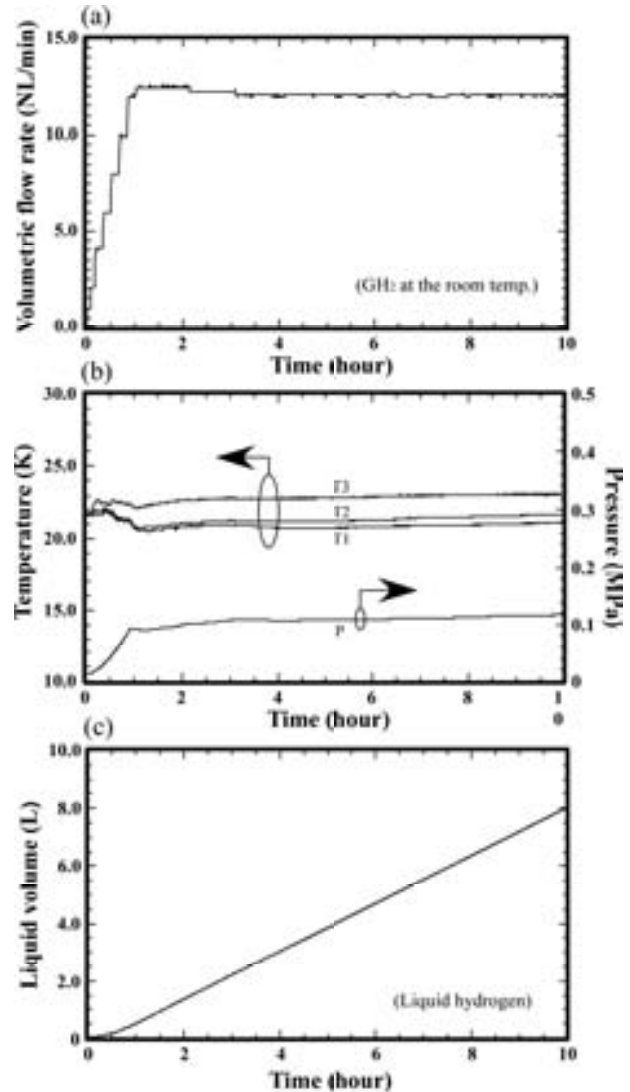 (a)
15.0
10.0
5.0
0.0
Volumetric flow rate (NL/min)
(GH2 at the room temp.)
0 2 4 6 8 10
Time (hour)
(b)
30.0 0.5
25.0 0.4
20.0 0.3
15.0 0.2
10.0 0.1
0
Temperature (K)
Pressure (MPa)
T3
T2
T1
P
0 2 4 6 8 1
0
Time (hour)
(c)
10.0
8.0
6.0
4.0
2.0
0
Liquid volume (L)
(Liquid hydrogen)
0 2 4 6 8 10
Time (hour)